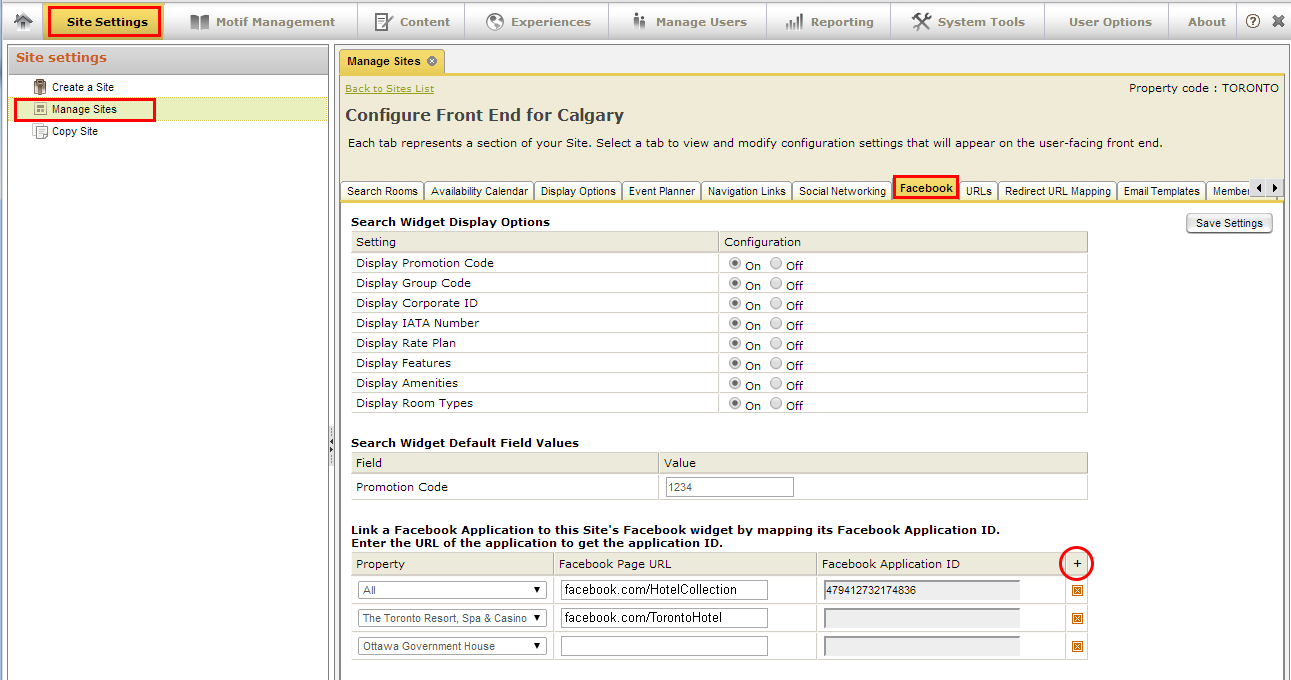 Site Settings Motif Management Content Experiences Manage Users Reporting System Tools User Options About
Site settings
Create a Site
Manage Sites
Copy Site
Manage Sites
Back to Sites List Property code : TORONTO
Configure Front End for Calgary
Each tab represents a section of your Site. Select a tab to view and modify configuration settings that will appear on the user-facing front end.
Search Rooms Availability Calendar Display Options Event Planner Navigation Links Social Networking Facebook URLs Redirect URL Mapping Email Templates Member
Search Widget Display Options Save Settings
Setting Configuration
Display Promotion Code On Off
Display Group Code On Off
Display Corporate ID On Off
Display IATA Number On Off
Display Rate Plan On Off
Display Features On Off
Display Amenities On Off
Display Room Types On Off
Search Widget Default Field Values
Field Value
Promotion Code 1234
Link a Facebook Application to this Site's Facebook widget by mapping its Facebook Application ID.
Enter the URL of the application to get the application ID.
Property Facebook Page URL Facebook Application ID +
All facebook.com/HotelCollection 479412732174836
The Toronto Resort, Spa & Casino facebook.com/TorontoHotel
Ottawa Government House